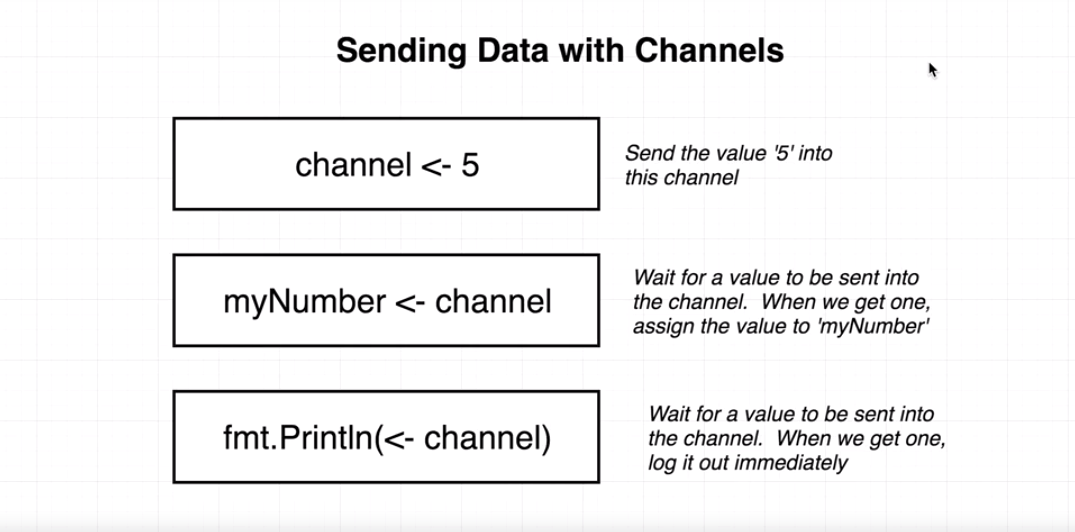 Sending Data with Channels
channel <- 5
Send the value '5' into
this channel
myNumber <- channel
Wait for a value to be sent into
the channel.  When we get one,
assign the value to 'myNumber'
fmt.Println(<- channel)
Wait for a value to be sent into
the channel.  When we get one,
log it out immediately